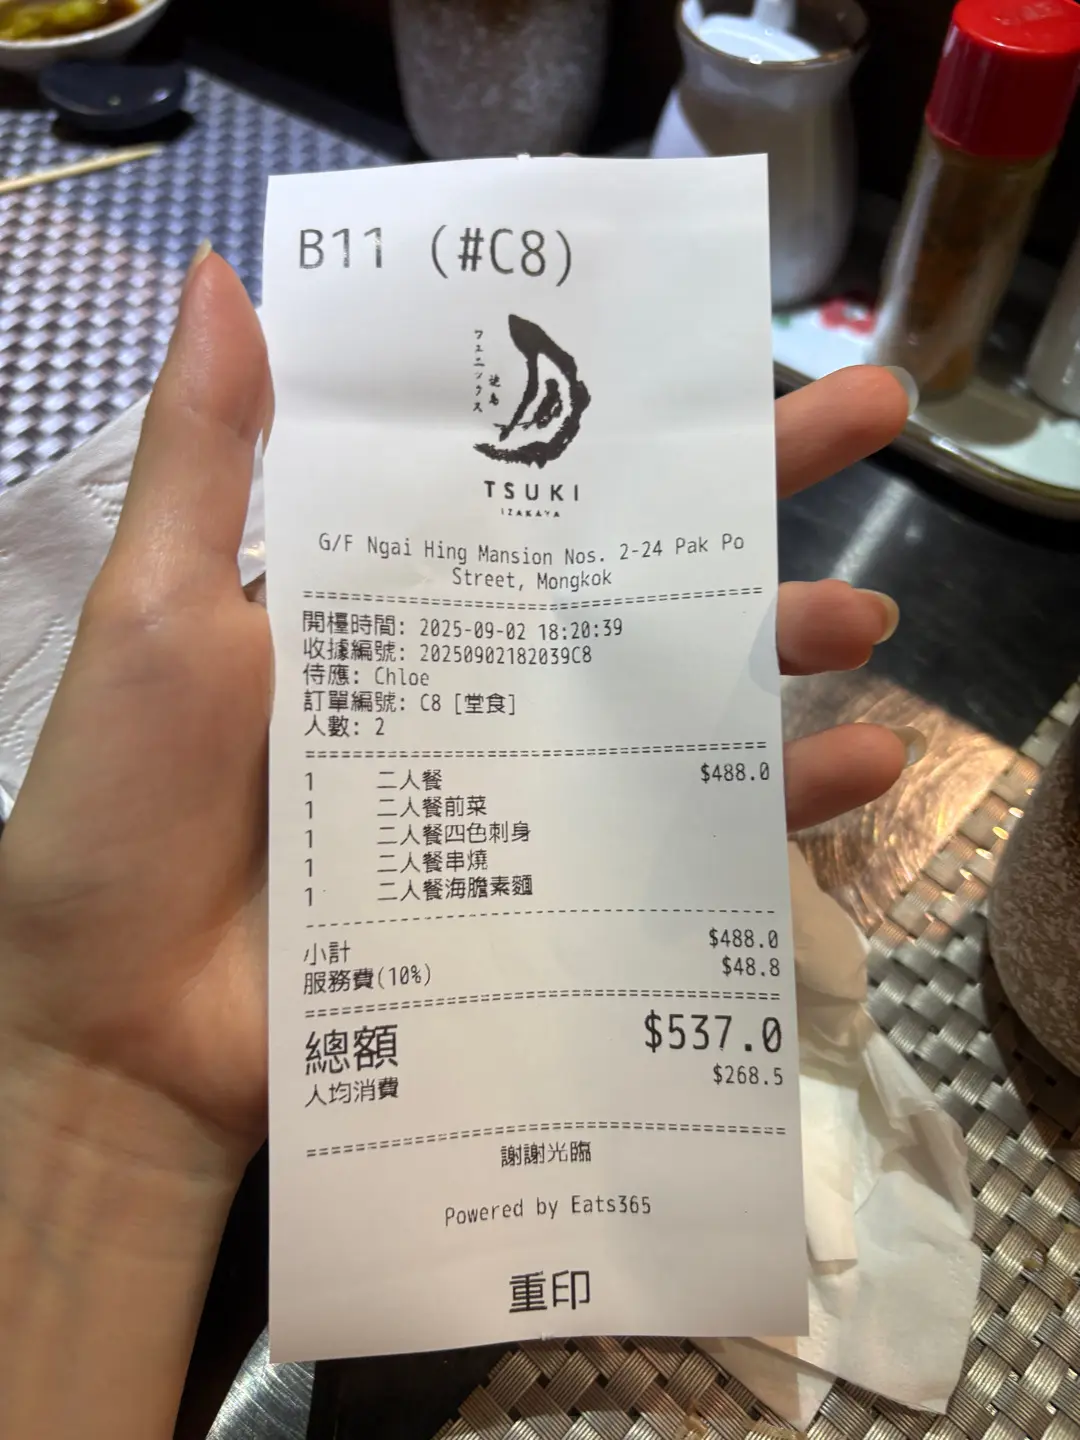 B11 (#C8)
フェニックス
TSUKI
IZAKAYA
G/F Ngai Hing Mansion Nos. 2-24 Pak Po
Street, Mongkok
開檯時間: 2025-09-02 18:20:39
收據編號: 20250902182039C8
侍應: Chloe
訂單編號: C8 [堂食]
人數: 2
1 二人餐 $488.0
1 二人餐前菜
1 二人餐四色刺身
1 二人餐串燒
1 二人餐海膽素麵
小計 $488.0
服務費(10%) $48.8
總額 $537.0
人均消費 $268.5
謝謝光臨
Powered by Eats365
重印